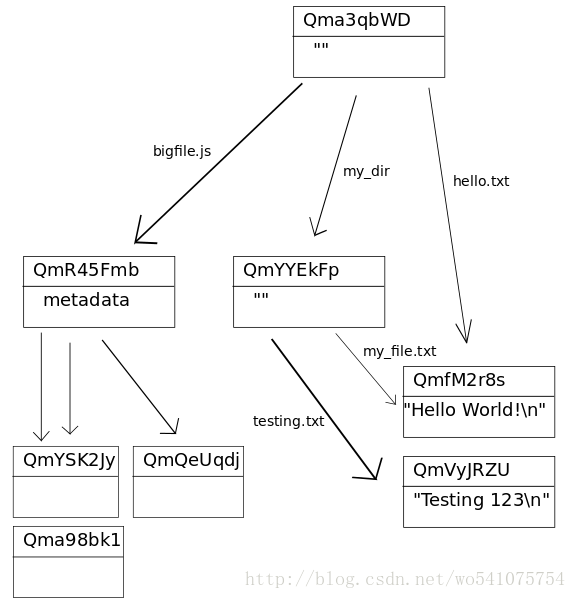 Qma3qbWD
""
bigfile.js
my_dir
hello.txt
QmR45Fmb
metadata
QmYYEkFp
""
my_file.txt
QmfM2r8s
"Hello World!\n"
testing.txt
QmYSK2Jy
QmQeUqdj
QmVyJRZU
"Testing 123\n"
Qma98bk1
http://blog.csdn.net/wo541075754